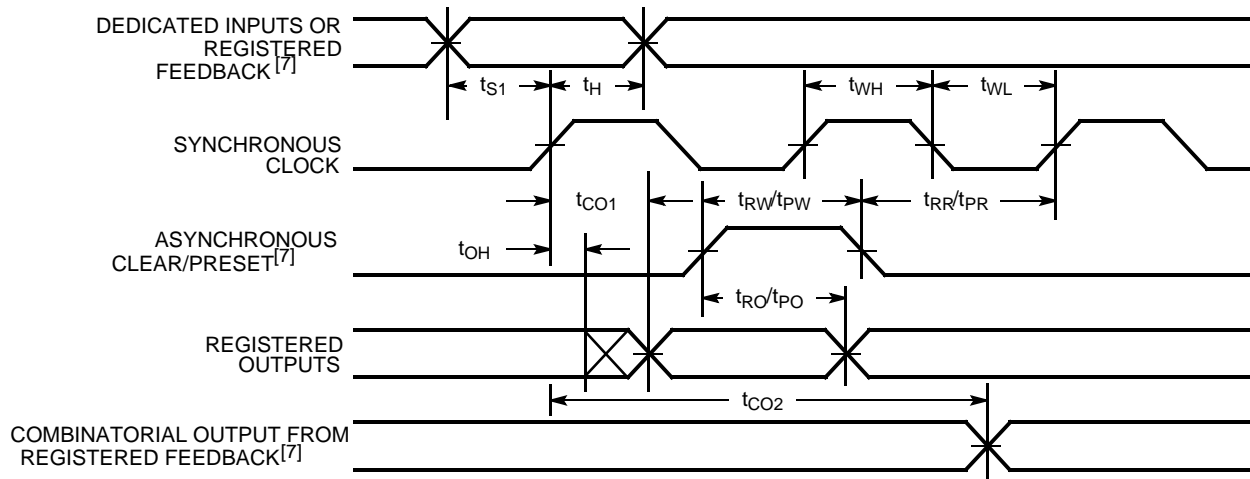 DEDICATED INPUTS OR
REGISTERED
FEEDBACK[7]
tS1
tH
tWH
tWL
SYNCHRONOUS
CLOCK
tCO1
tRW/tPW
tRR/tPR
ASYNCHRONOUS
CLEAR/PRESET[7]
tOH
tRO/tPO
REGISTERED
OUTPUTS
tCO2
COMBINATORIAL OUTPUT FROM
REGISTERED FEEDBACK[7]